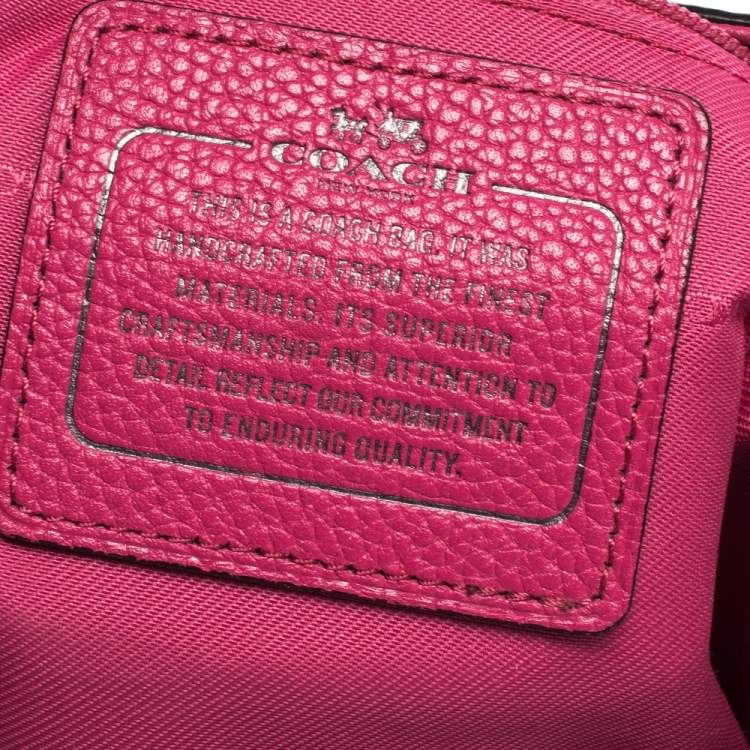 COACH
NEW YORK
THIS IS A COACH BAG. IT WAS
HANDCRAFTED FROM THE FINEST
MATERIALS. ITS SUPERIOR
CRAFTSMANSHIP AND ATTENTION TO
DETAIL REFLECT OUR COMMITMENT
TO ENDURING QUALITY.